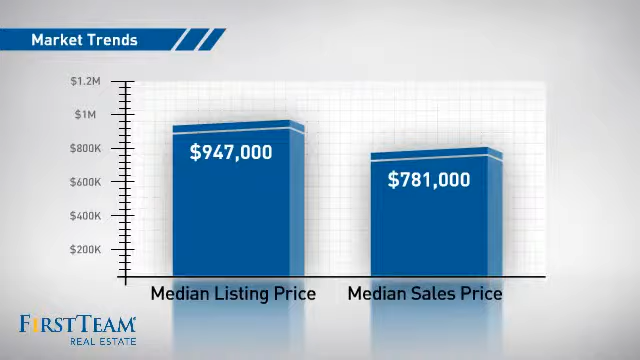 Market Trends
$1.2M
$1M
$800K
$600K
$400K
$200K
$947,000
$781,000
Median Listing Price
Median Sales Price
FIRSTTEAM®
REAL ESTATE